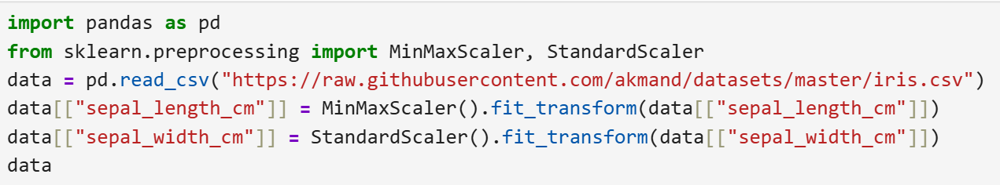 import pandas as pd
from sklearn.preprocessing import MinMaxScaler, StandardScaler
data = pd.read_csv("https://raw.githubusercontent.com/akmand/datasets/master/iris.csv")
data[["sepal_length_cm"]] = MinMaxScaler().fit_transform(data[["sepal_length_cm"]])
data[["sepal_width_cm"]] = StandardScaler().fit_transform(data[["sepal_width_cm"]])
data